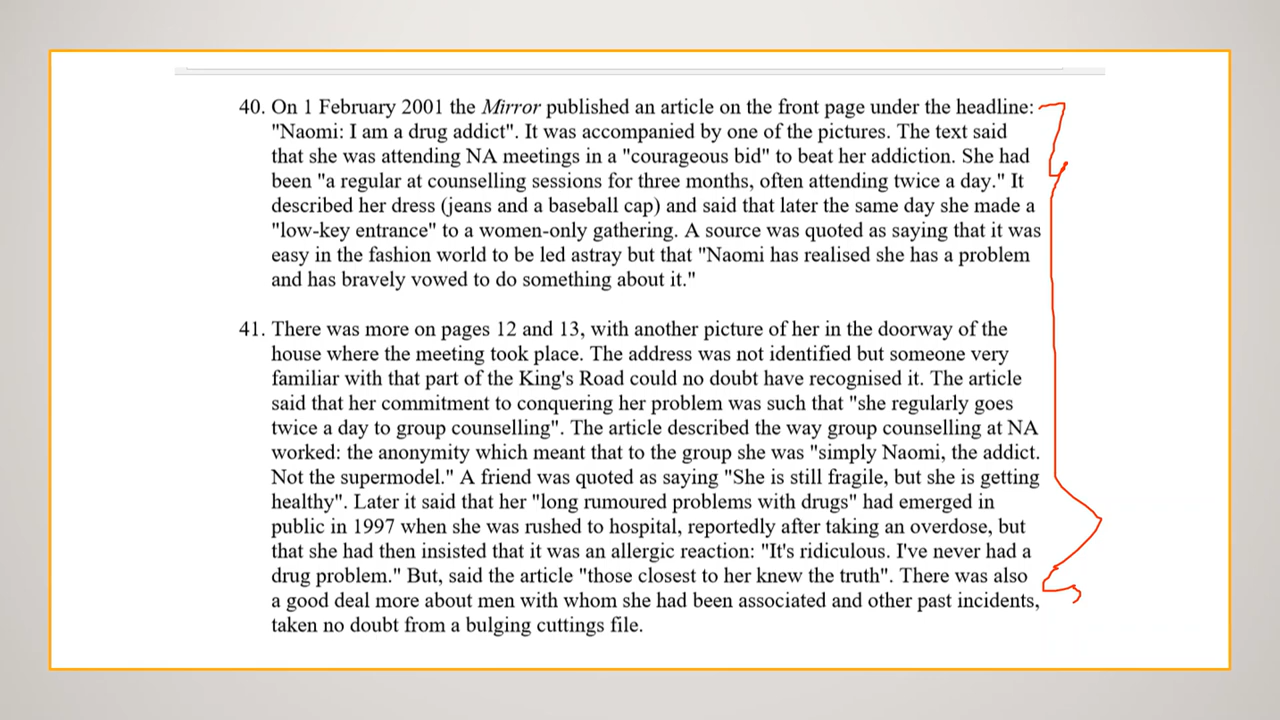 40. On 1 February 2001 the Mirror published an article on the front page under the headline:
"Naomi: I am a drug addict". It was accompanied by one of the pictures. The text said
that she was attending NA meetings in a "courageous bid" to beat her addiction. She had
been "a regular at counselling sessions for three months, often attending twice a day." It
described her dress (jeans and a baseball cap) and said that later the same day she made a
"low-key entrance" to a women-only gathering. A source was quoted as saying that it was
easy in the fashion world to be led astray but that "Naomi has realised she has a problem
and has bravely vowed to do something about it."
41. There was more on pages 12 and 13, with another picture of her in the doorway of the
house where the meeting took place. The address was not identified but someone very
familiar with that part of the King's Road could no doubt have recognised it. The article
said that her commitment to conquering her problem was such that "she regularly goes
twice a day to group counselling". The article described the way group counselling at NA
worked: the anonymity which meant that to the group she was "simply Naomi, the addict.
Not the supermodel." A friend was quoted as saying "She is still fragile, but she is getting
healthy". Later it said that her "long rumoured problems with drugs" had emerged in
public in 1997 when she was rushed to hospital, reportedly after taking an overdose, but
that she had then insisted that it was an allergic reaction: "It's ridiculous. I've never had a
drug problem." But, said the article "those closest to her knew the truth". There was also
a good deal more about men with whom she had been associated and other past incidents,
taken no doubt from a bulging cuttings file.